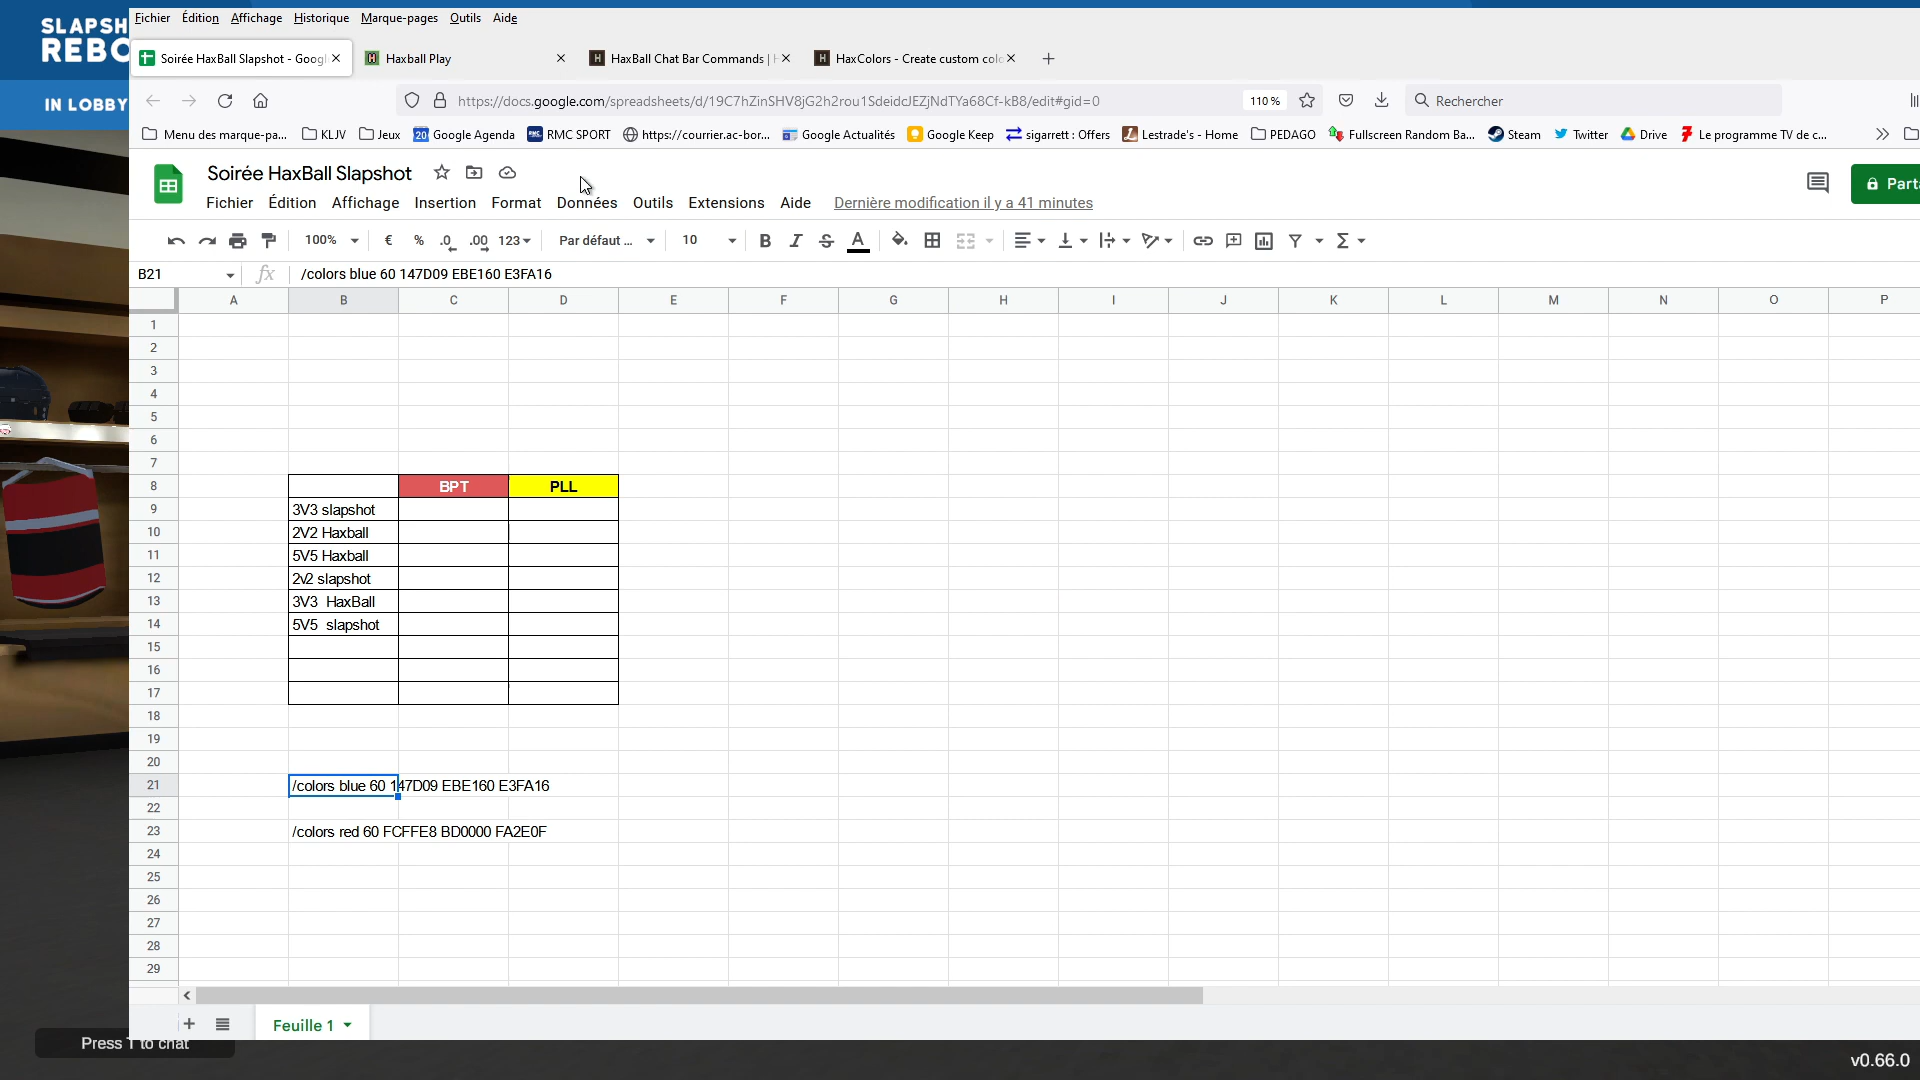 SLAPSH
REBO
IN LOBBY
Fichier Édition Affichage Historique Marque-pages Outils Aide
Soirée HaxBall Slapshot - Googl Haxball Play HaxBall Chat Bar Commands | HaxColors - Create custom colo
https://docs.google.com/spreadsheets/d/19C7hZinSHV8jG2h2rou1SdeidcJEZjNdTYa68Cf-kB8/edit#gid=0 110 % Rechercher
Menu des marque-pa... KLJV Jeux Google Agenda RMC SPORT https://courrier.ac-bor... Google Actualités Google Keep sigarrett : Offers Lestrade's - Home PEDAGO Fullscreen Random Ba... Steam Twitter Drive Le programme TV de c...
Soirée HaxBall Slapshot
Part
Fichier Édition Affichage Insertion Format Données Outils Extensions Aide Dernière modification il y a 41 minutes
100% € % .0 .00 123 Par défaut ... 10 B I S A
B21 fx /colors blue 60 147D09 EBE160 E3FA16
A B C D E F G H I J K L M N O P
1
2
3
4
5
6
7
8 BPT PLL
9 3V3 slapshot
10 2V2 Haxball
11 5V5 Haxball
12 2v2 slapshot
13 3V3 HaxBall
14 5V5 slapshot
15
16
17
18
19
20
21 /colors blue 60 147D09 EBE160 E3FA16
22
23 /colors red 60 FCFFE8 BD0000 FA2E0F
24
25
26
27
28
29
Feuille 1
Press T to chat
v0.66.0